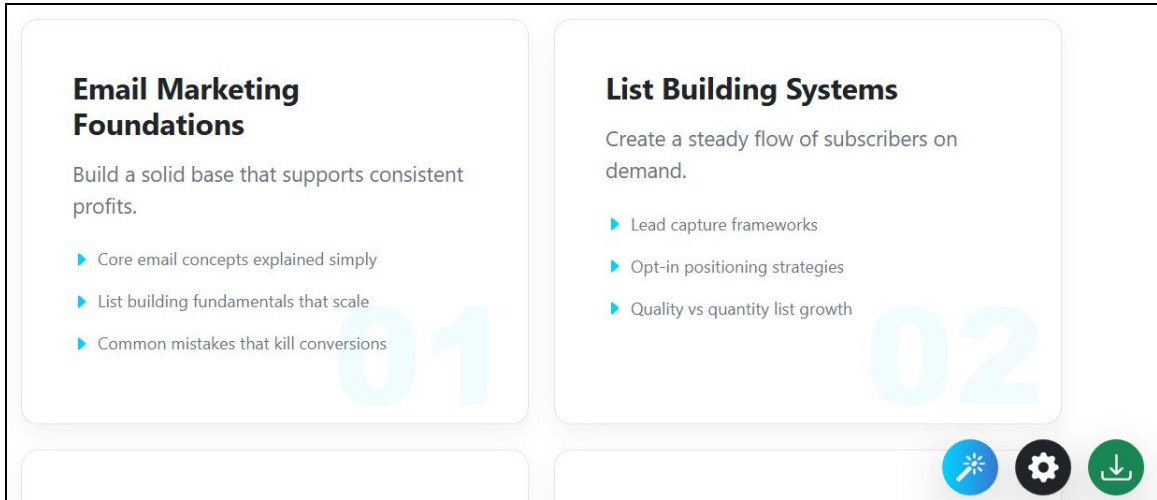 Email Marketing
Foundations
Build a solid base that supports consistent
profits.
Core email concepts explained simply
List building fundamentals that scale
Common mistakes that kill conversions
01
List Building Systems
Create a steady flow of subscribers on
demand.
Lead capture frameworks
Opt-in positioning strategies
Quality vs quantity list growth
02